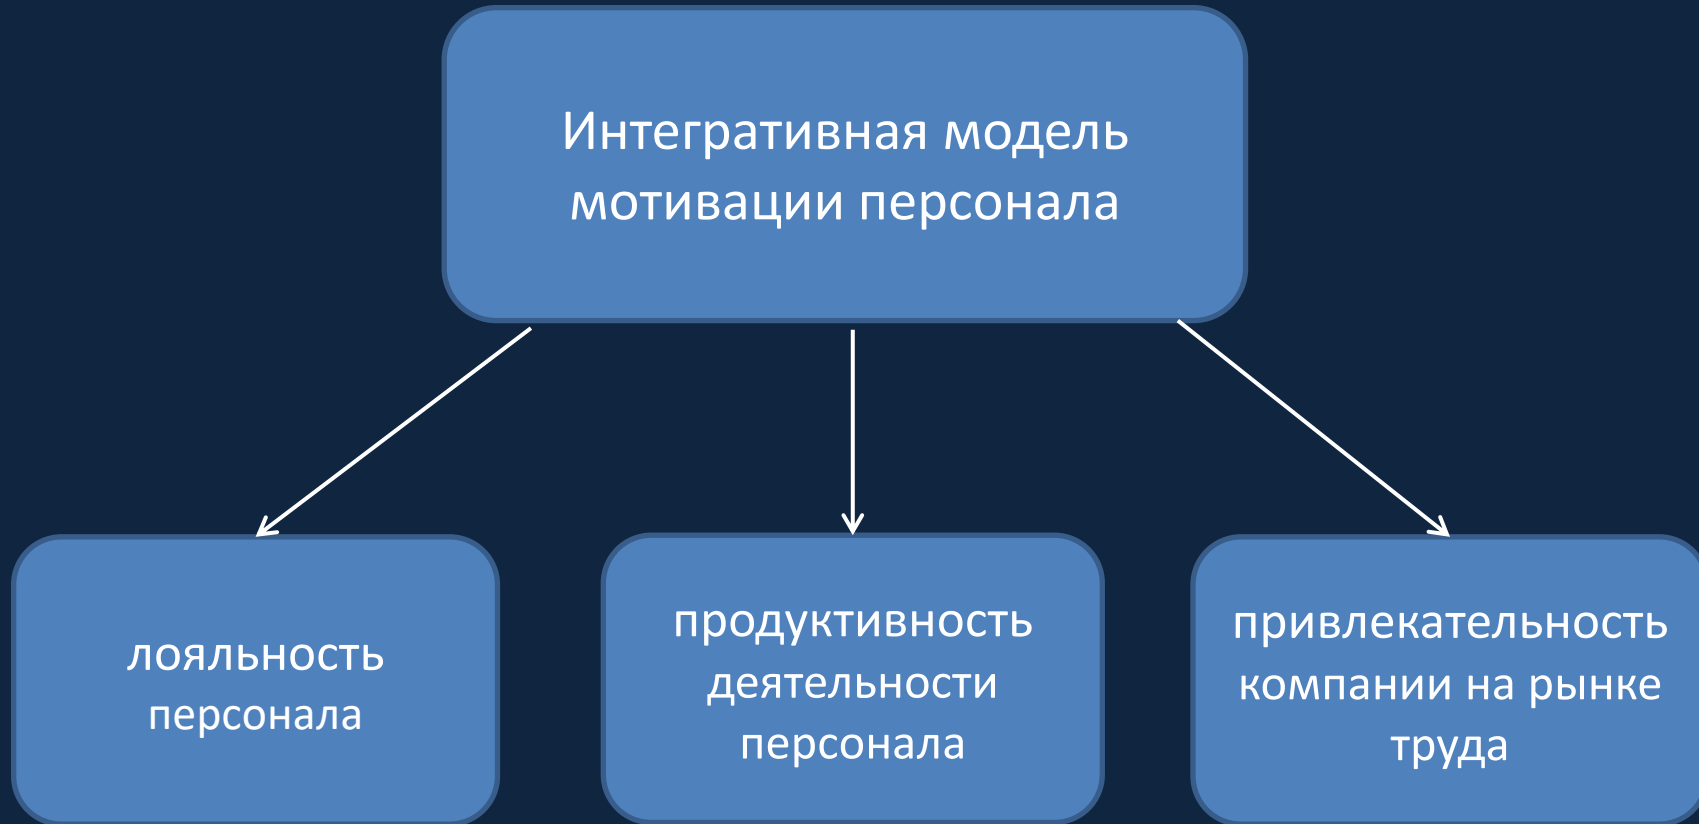 Интегративная модель
мотивации персонала
лояльность
персонала
продуктивность
деятельности
персонала
привлекательность
компании на рынке
труда